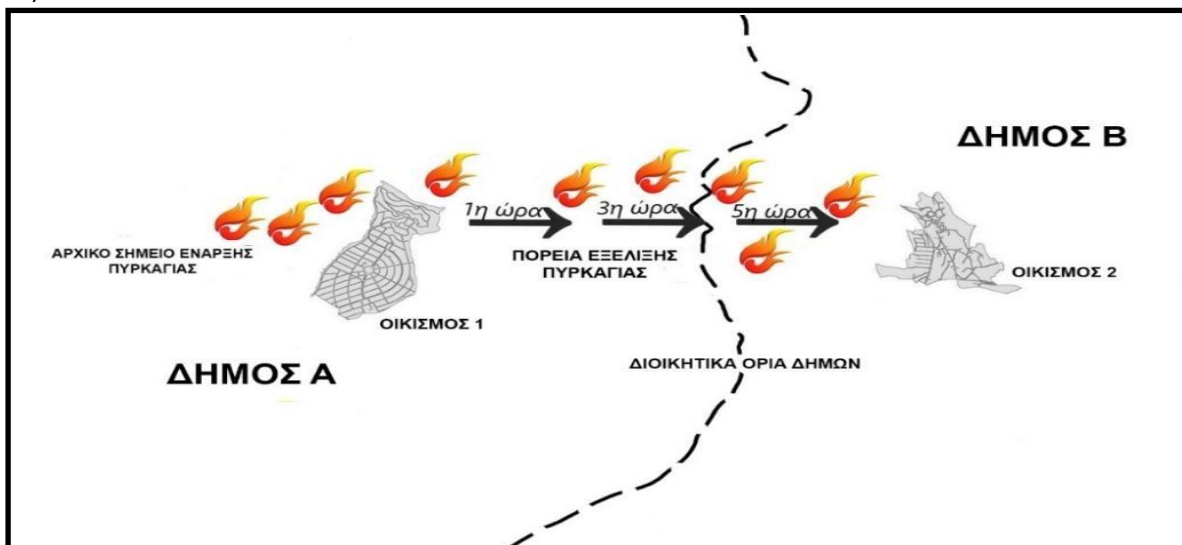 ΔΗΜΟΣ Β
1η ώρα
3η ώρα
5η ώρα
ΑΡΧΙΚΟ ΣΗΜΕΙΟ ΕΝΑΡΞΗΣ
ΠΥΡΚΑΓΙΑΣ
ΠΟΡΕΙΑ ΕΞΕΛΙΞΗΣ
ΠΥΡΚΑΓΙΑΣ
ΟΙΚΙΣΜΟΣ 2
ΟΙΚΙΣΜΟΣ 1
ΔΙΟΙΚΗΤΙΚΑ ΟΡΙΑ ΔΗΜΩΝ
ΔΗΜΟΣ Α